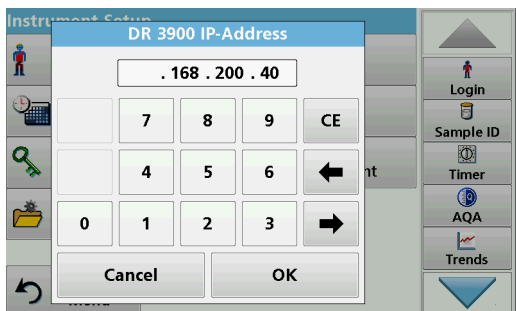 Instrument Setup
DR 3900 IP-Address
. 168 . 200 . 40
7 8 9 CE
4 5 6
0 1 2 3
Cancel OK
Menu
Login
Sample ID
Timer
AQA
Trends